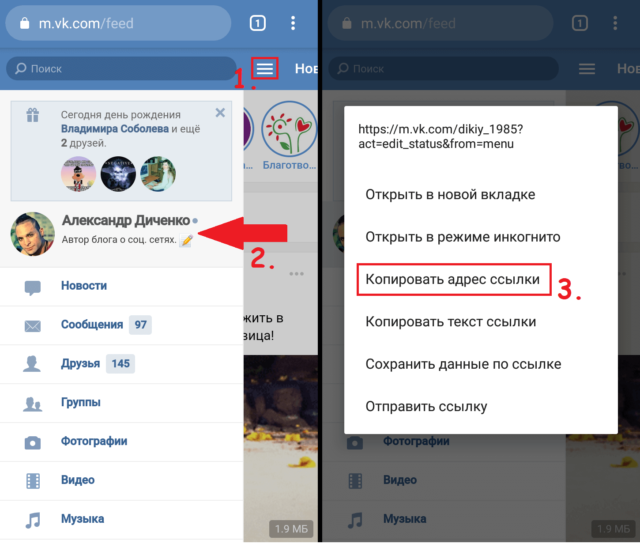 m.vk.com/feed
1
Поиск
1.
Нов
Сегодня день рождения
Владимира Соболева и ещё
2 друзей.
Благотво..
Александр Диченко
Автор блога о соц. сетях.
2.
Новости
Сообщения 97
Друзья 145
жить в
вица!
Группы
Фотографии
Видео
Музыка
1.9 МБ
m.vk.com/feed
1
Поиск
Нов
https://m.vk.com/dikiy_1985?
act=edit_status&from=menu
Открыть в новой вкладке
Открыть в режиме инкогнито
Копировать адрес ссылки
3.
Копировать текст ссылки
Сохранить данные по ссылке
Отправить ссылку
Фотографии
Видео
Музыка
1.9 МБ